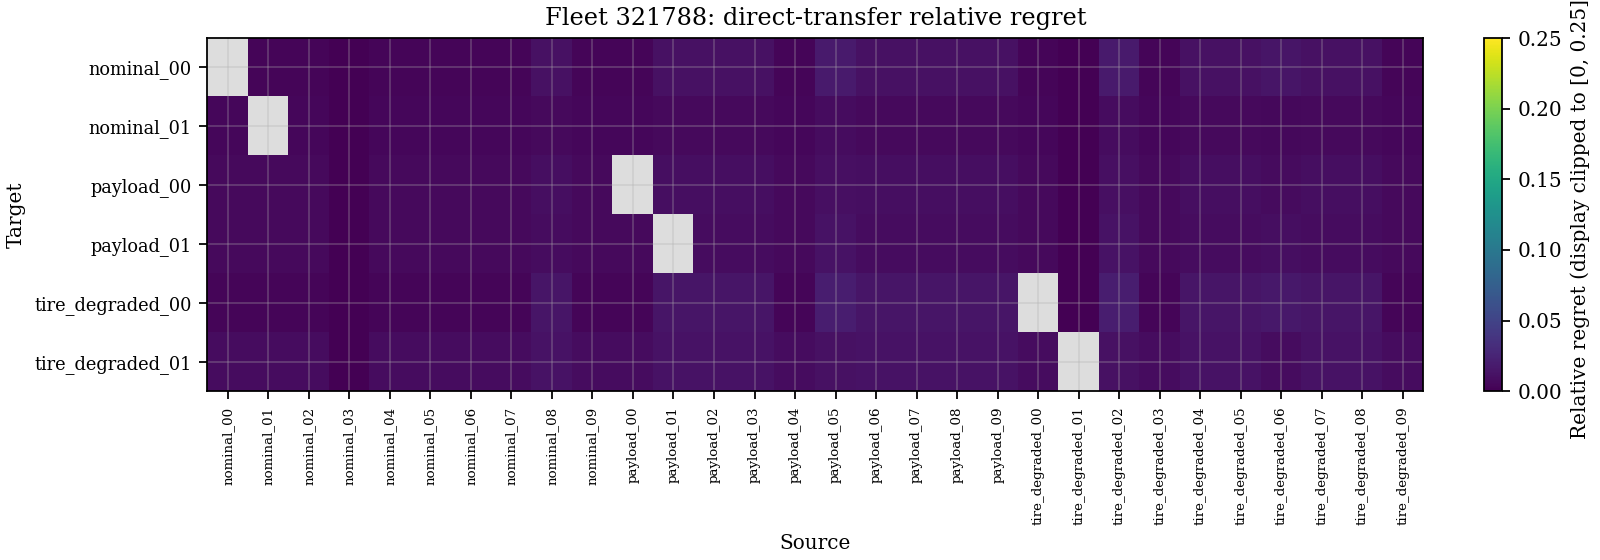 Fleet 321788: direct-transfer relative regret
Target
nominal_00
nominal_01
payload_00
payload_01
tire_degraded_00
tire_degraded_01
nominal_00
nominal_01
nominal_02
nominal_03
nominal_04
nominal_05
nominal_06
nominal_07
nominal_08
nominal_09
payload_00
payload_01
payload_02
payload_03
payload_04
payload_05
payload_06
payload_07
payload_08
payload_09
tire_degraded_00
tire_degraded_01
tire_degraded_02
tire_degraded_03
tire_degraded_04
tire_degraded_05
tire_degraded_06
tire_degraded_07
tire_degraded_08
tire_degraded_09
Source
0.25
0.20
0.15
0.10
0.05
0.00
Relative regret (display clipped to [0, 0.25]